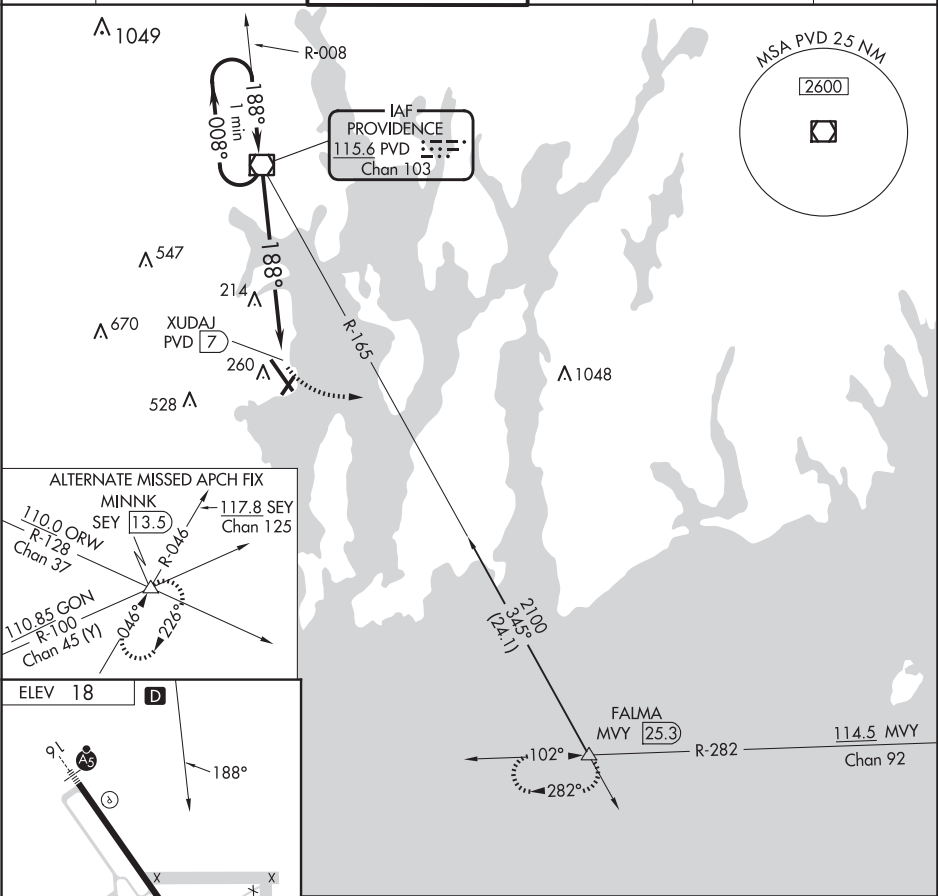 1049
R-008
188°
1 min
008°
IAF
PROVIDENCE
115.6 PVD
Chan 103
MSA PVD 25 NM
2600
547
188°
214
670
XUDAJ
PVD 7
R-165
260
1048
528
ALTERNATE MISSED APCH FIX
MINNK
SEY 13.5
117.8 SEY
Chan 125
110.0 ORW
R-128
Chan 37
R-046
110.85 GON
R-100
Chan 45 (Y)
046°
226°
2100
345°
(24.1)
ELEV 18
D
FALMA
MVY 25.3
114.5 MVY
Chan 92
R-282
102°
282°
16
A5
188°
P
X
X